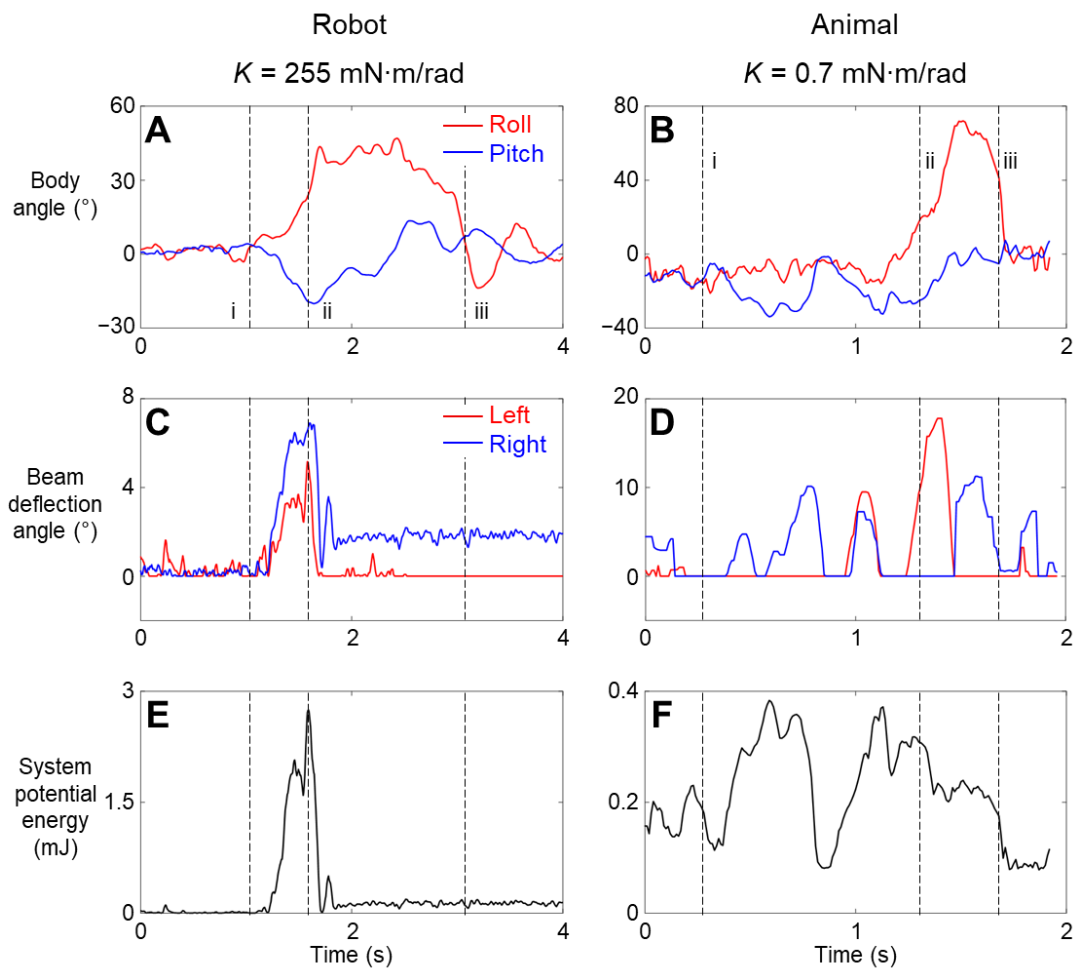 Robot
Animal
K = 255 mN·m/rad
K = 0.7 mN·m/rad
A
Roll
Pitch
60
30
0
−30
Body
angle (°)
i
ii
iii
0
2
4
B
80
40
0
−40
i
ii
iii
0
1
2
C
Left
Right
8
4
0
Beam
deflection
angle (°)
0
2
4
D
20
10
0
0
1
2
E
3
1.5
0
System
potential
energy
(mJ)
0
2
4
Time (s)
F
0.4
0.2
0
0
1
2
Time (s)